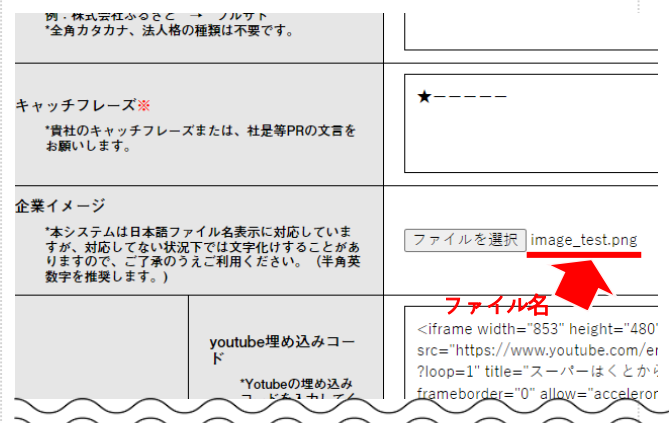 例：株式会社ふるさと → フルサト
*全角カタカナ、法人格の種類は不要です。
キャッチフレーズ※
*貴社のキャッチフレーズまたは、社是等PRの文言を
お願いします。
★ーーーーー
企業イメージ
*本システムは日本語ファイル名表示に対応していま
すが、対応してない状況下では文字化けすることがあ
りますので、ご了承のうえご利用ください。（半角英
数字を推奨します。）
ファイルを選択 image_test.png
ファイル名
youtube埋め込みコー
ド
*Yotubeの埋め込み
コードを入力してく
<iframe width="853" height="480"
src="https://www.youtube.com/e
?loop=1" title="スーパーはくとか
frameborder="0" allow="acceleror